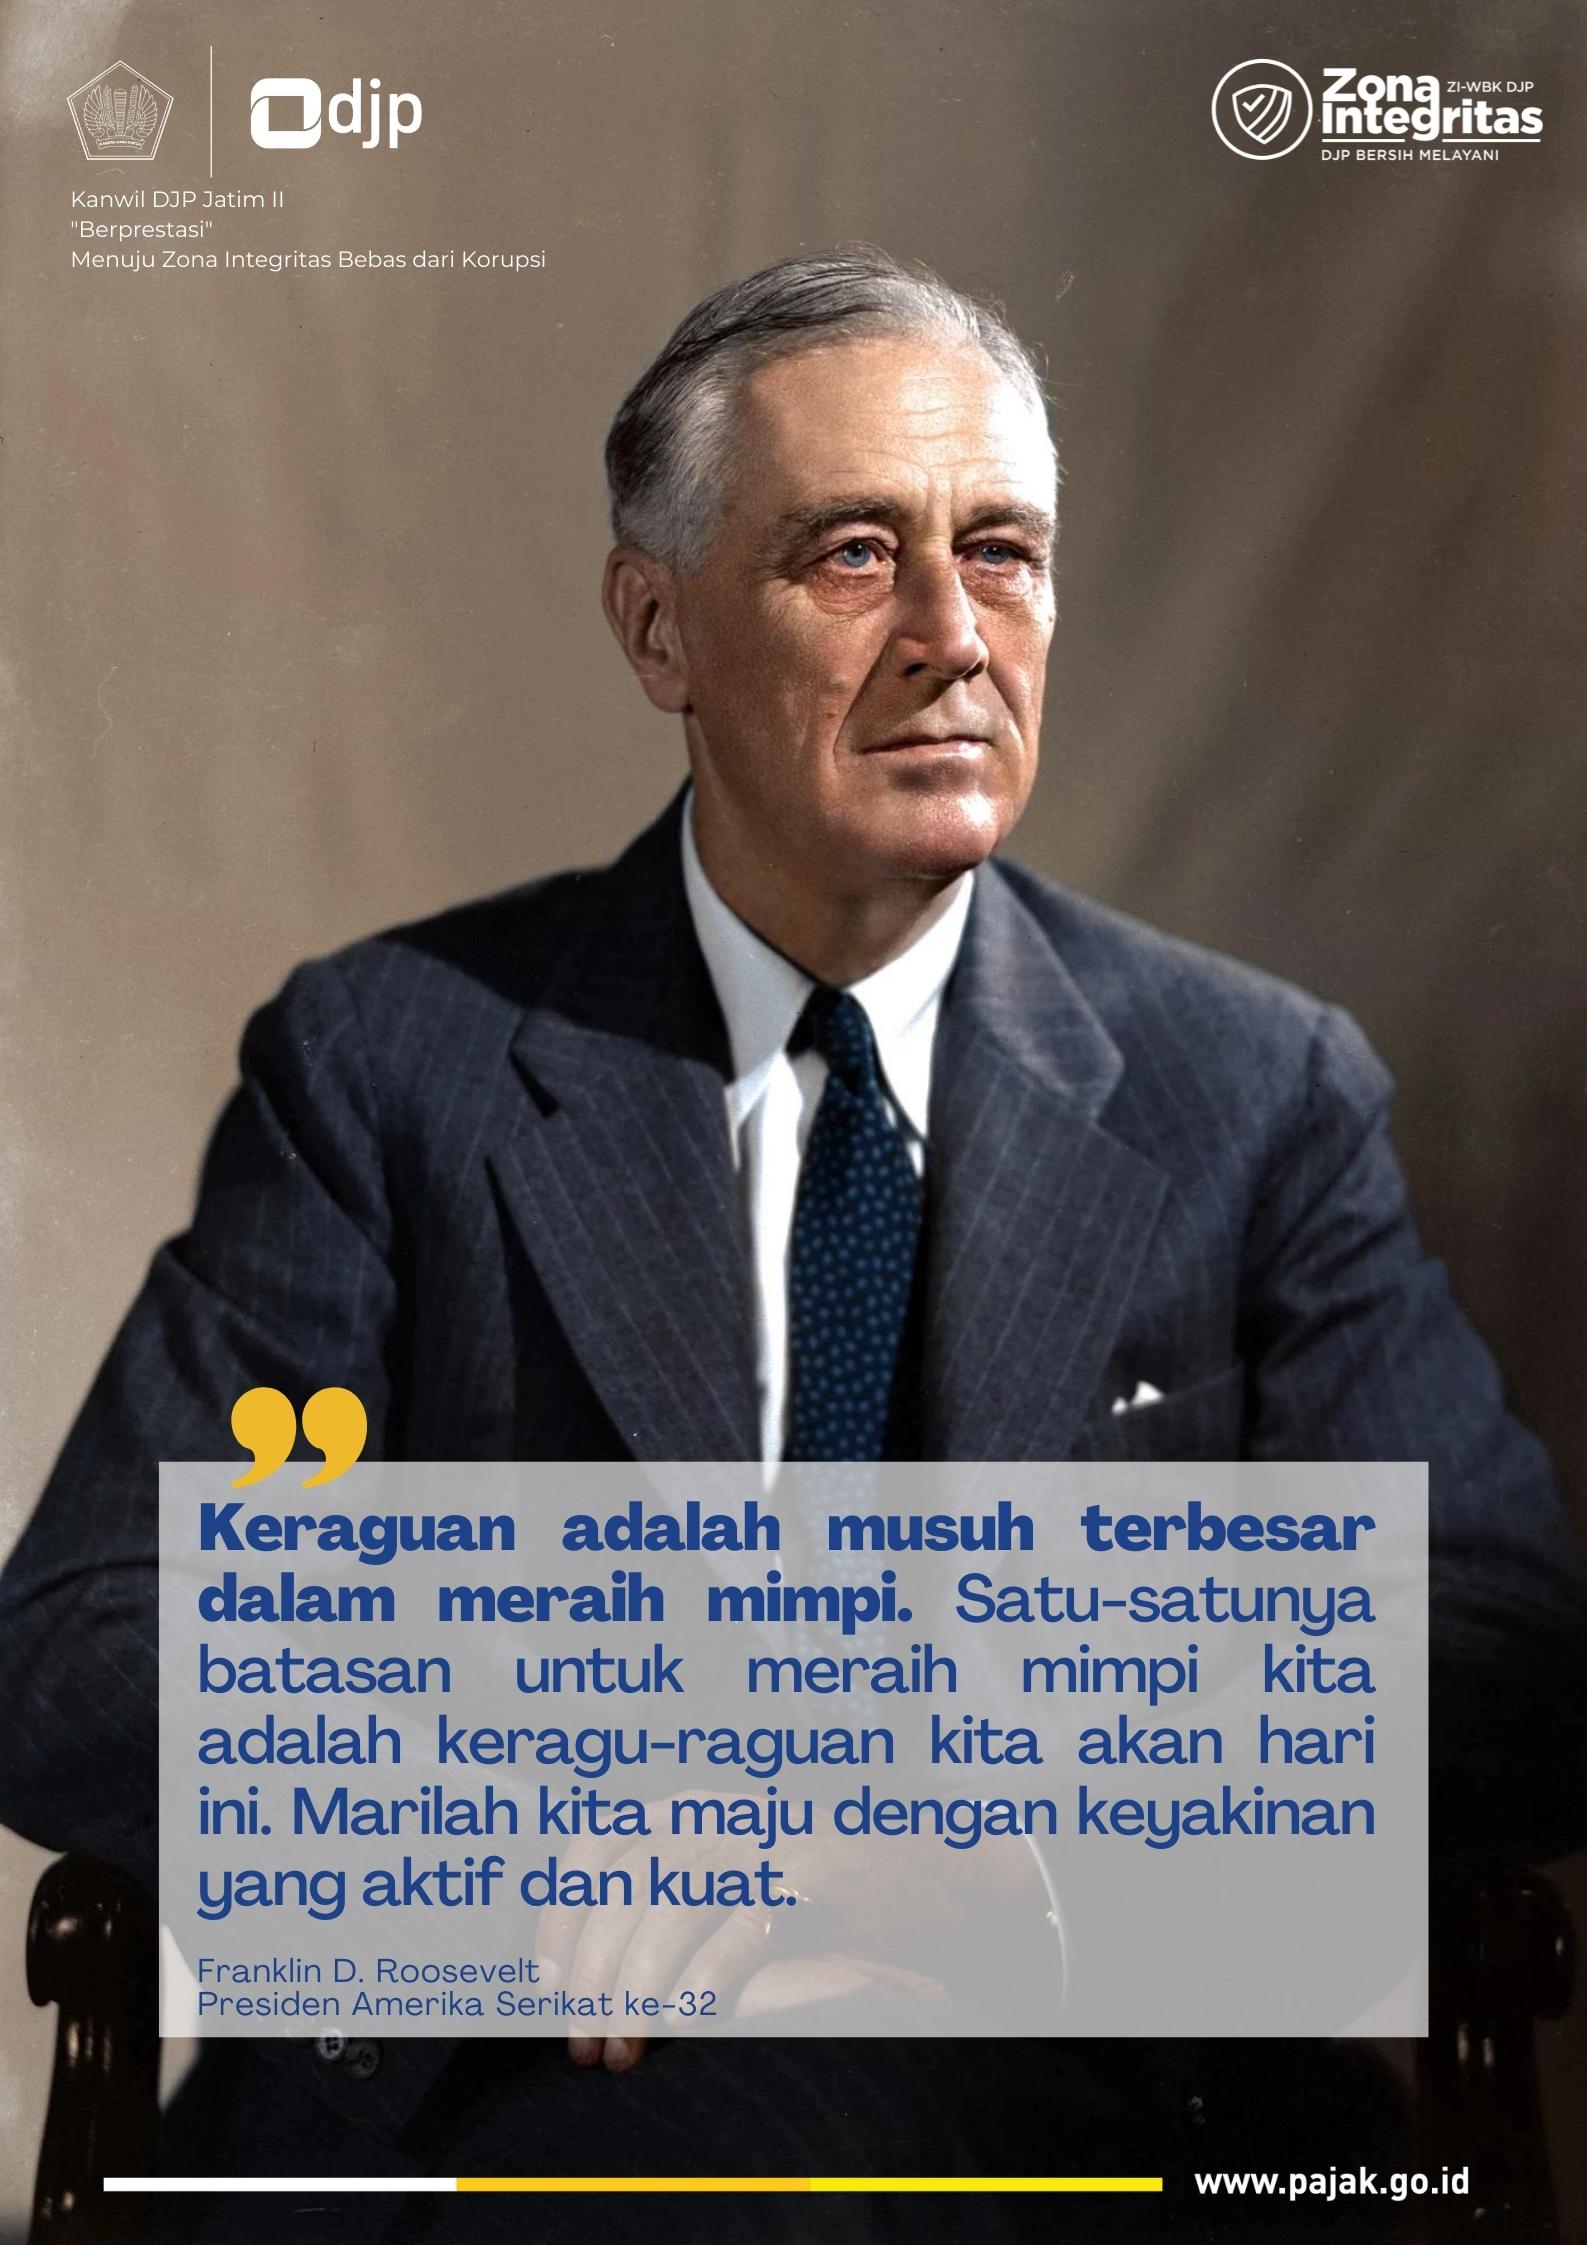 djp
Zona
ZI-WBK DJP
Integritas
DJP BERSIH MELAYANI
Kanwil DJP Jatim II
"Berprestasi"
Menuju Zona Integritas Bebas dari Korupsi
Keraguan adalah musuh terbesar
dalam meraih mimpi. Satu-satunya
batasan untuk meraih mimpi kita
adalah keragu-raguan kita akan hari
ini. Marilah kita maju dengan keyakinan
yang aktif dan kuat.
Franklin D. Roosevelt
Presiden Amerika Serikat ke-32
www.pajak.go.id